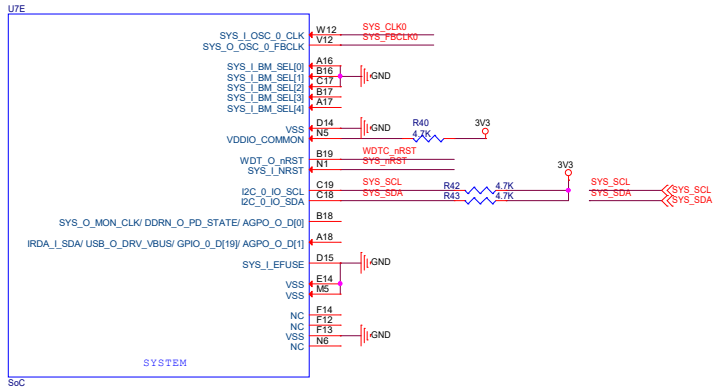 U7E
SYS_I_OSC_0_CLK W12 SYS_CLK0
SYS_O_OSC_0_FBCLK V12 SYS_FBCLK0
SYS_I_BM_SEL[0] A16
SYS_I_BM_SEL[1] B16 GND
SYS_I_BM_SEL[2] C17
SYS_I_BM_SEL[3] B17
SYS_I_BM_SEL[4] A17
VSS D14 GND R40 3V3
VDDIO_COMMON N5 4.7K
WDT_O_nRST B19 WDTC_nRST
SYS_I_NRST N1 SYS_nRST 3V3
I2C_0_IO_SCL C19 SYS_SCL R42 4.7K SYS_SCL SYS_SCL
I2C_0_IO_SDA C18 SYS_SDA R43 4.7K SYS_SDA SYS_SDA
SYS_O_MON_CLK/ DDRN_O_PD_STATE/ AGPO_O_D[0] B18
IRDA_I_SDA/ USB_O_DRV_VBUS/ GPIO_0_D[19]/ AGPO_O_D[1] A18
SYS_I_EFUSE D15 GND
VSS E14
VSS M5
NC F14
NC F12
VSS F13 GND
NC N6
SYSTEM
SoC